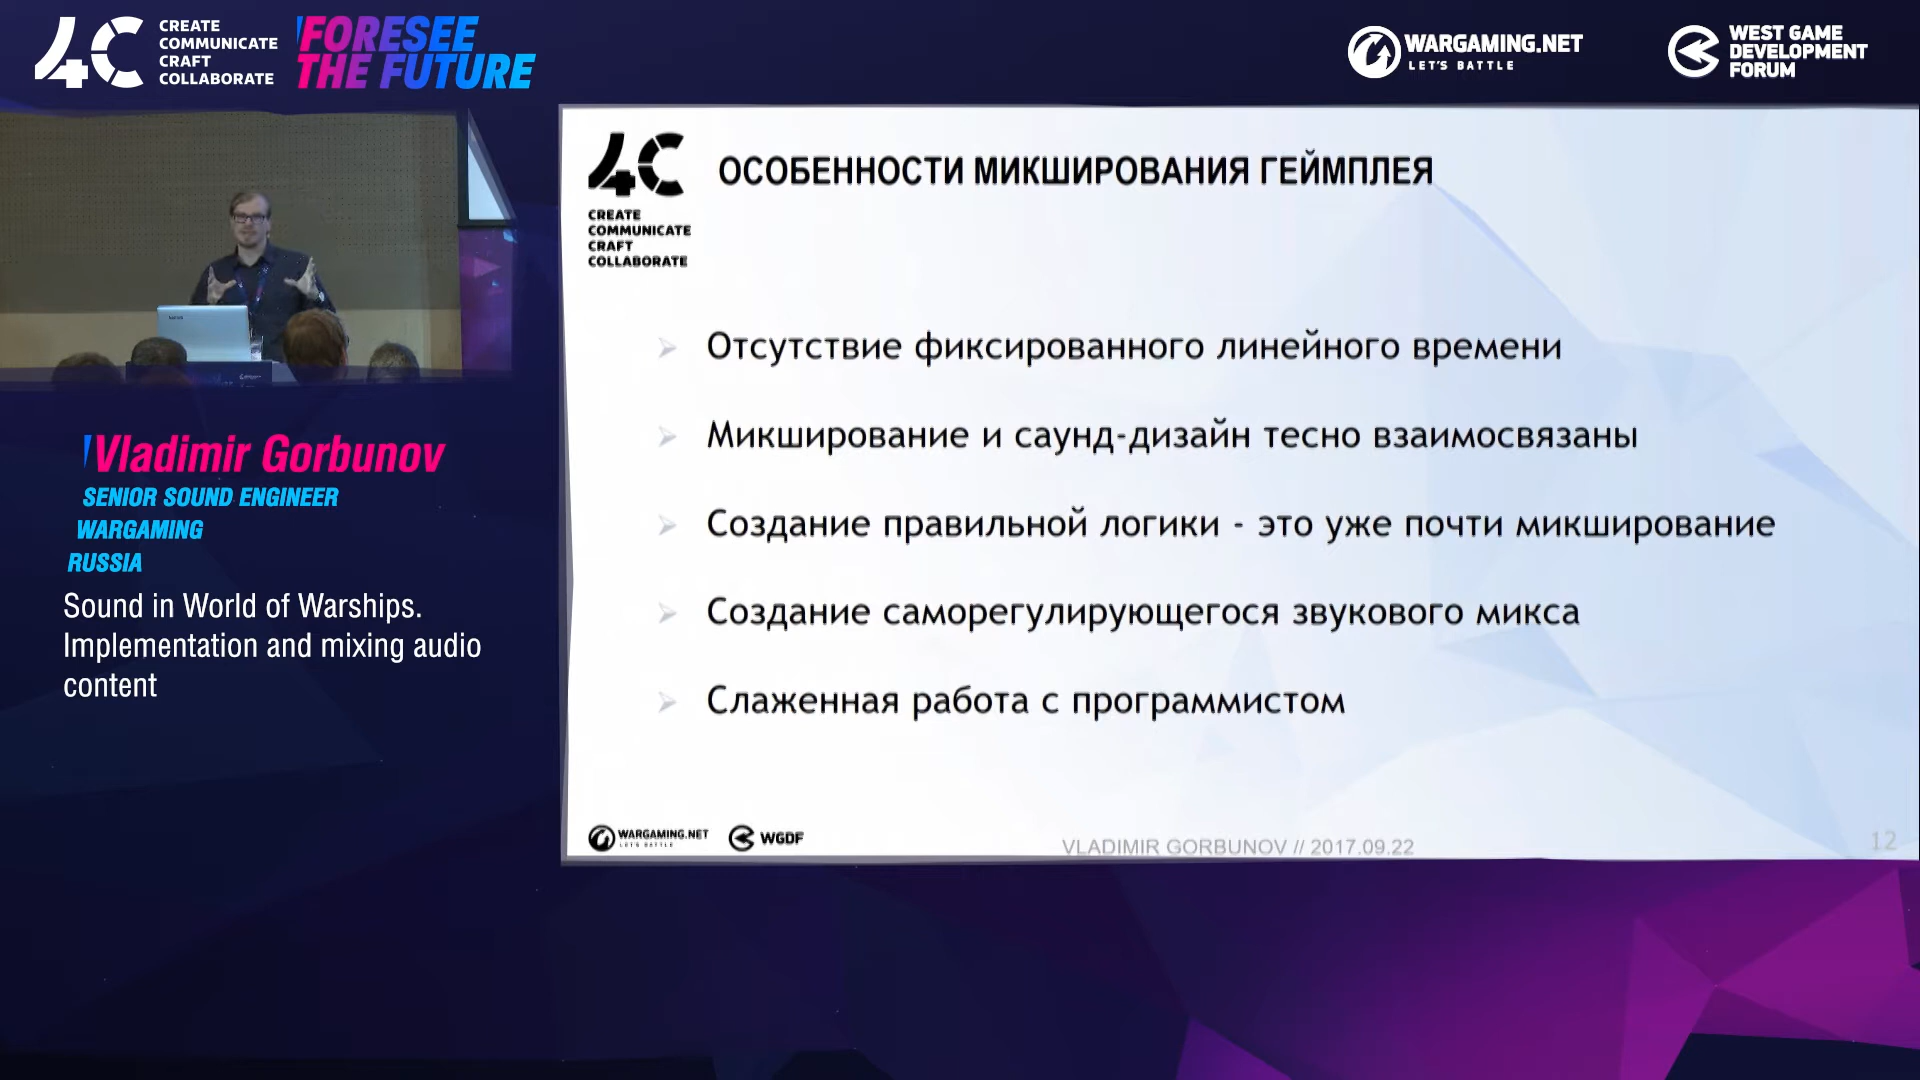 4C
CREATE
COMMUNICATE
CRAFT
COLLABORATE
FORESEE
THE FUTURE
WARGAMING.NET
LET'S BATTLE
WEST GAME
DEVELOPMENT
FORUM
4C
CREATE
COMMUNICATE
CRAFT
COLLABORATE
ОСОБЕННОСТИ МИКШИРОВАНИЯ ГЕЙМПЛЕЯ
Отсутствие фиксированного линейного времени
Микширование и саунд-дизайн тесно взаимосвязаны
Создание правильной логики - это уже почти микширование
Создание саморегулирующегося звукового микса
Слаженная работа с программистом
WARGAMING.NET
LET'S BATTLE
WGDF
VLADIMIR GORBUNOV // 2017.09.22
12
Vladimir Gorbunov
SENIOR SOUND ENGINEER
WARGAMING
RUSSIA
Sound in World of Warships.
Implementation and mixing audio
content